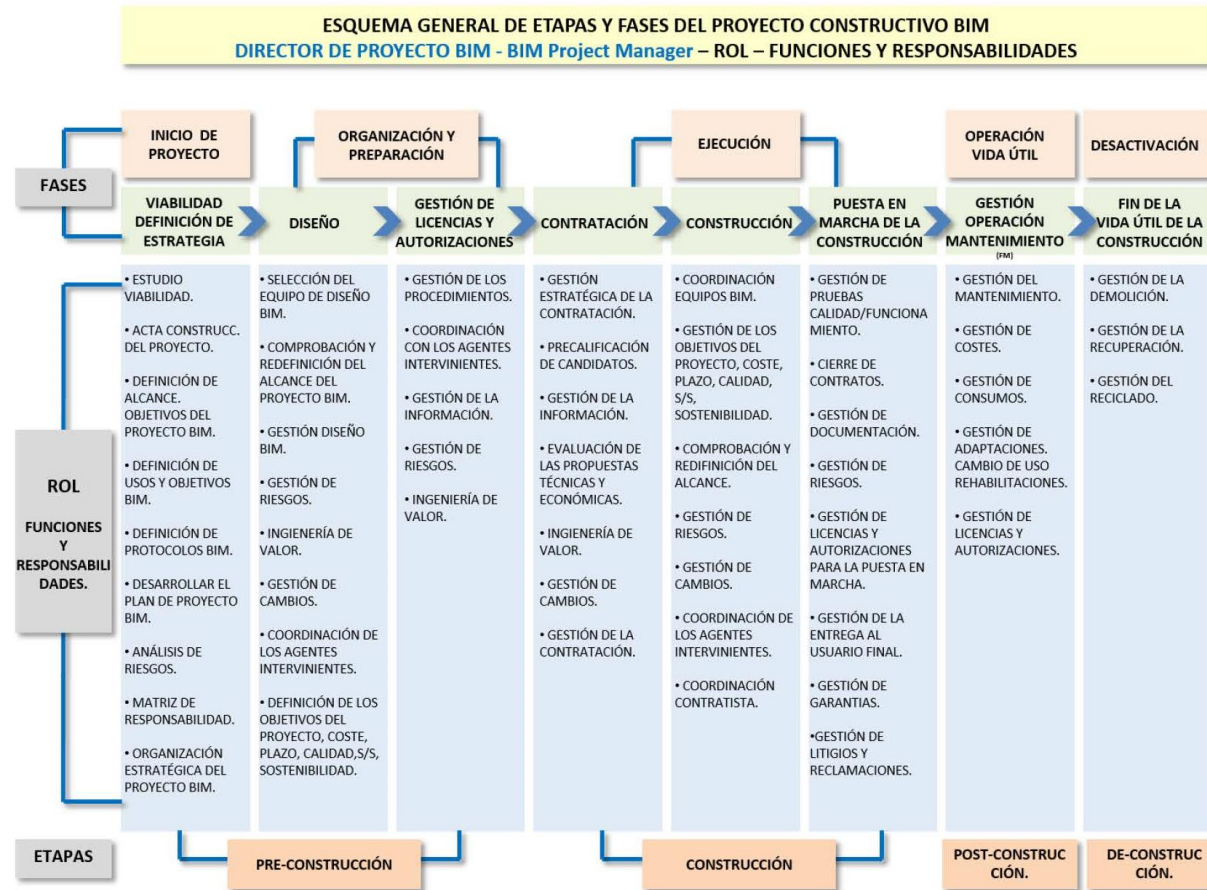 ESQUEMA GENERAL DE ETAPAS Y FASES DEL PROYECTO CONSTRUCTIVO BIM
DIRECTOR DE PROYECTO BIM - BIM Project Manager – ROL – FUNCIONES Y RESPONSABILIDADES
FASES
INICIO DE
PROYECTO
ORGANIZACIÓN Y
PREPARACIÓN
EJECUCIÓN
OPERACIÓN
VIDA ÚTIL
DESACTIVACIÓN
VIABILIDAD
DEFINICIÓN DE
ESTRATEGIA
DISEÑO
GESTIÓN DE
LICENCIAS Y
AUTORIZACIONES
CONTRATACIÓN
CONSTRUCCIÓN
PUESTA EN
MARCHA DE LA
CONSTRUCCIÓN
GESTIÓN
OPERACIÓN
MANTENIMIENTO
(FM)
FIN DE LA
VIDA ÚTIL DE LA
CONSTRUCCIÓN
ROL
FUNCIONES
Y
RESPONSABILI
DADES.
• ESTUDIO
VIABILIDAD.
• ACTA CONSTRUCC.
DEL PROYECTO.
• DEFINICIÓN DE
ALCANCE.
OBJETIVOS DEL
PROYECTO BIM.
• DEFINICIÓN DE
USOS Y OBJETIVOS
BIM.
• DEFINICIÓN DE
PROTOCOLOS BIM.
• DESARROLLAR EL
PLAN DE PROYECTO
BIM.
• ANÁLISIS DE
RIESGOS.
• MATRIZ DE
RESPONSABILIDAD.
• ORGANIZACIÓN
ESTRATÉGICA DEL
PROYECTO BIM.
• SELECCIÓN DEL
EQUIPO DE DISEÑO
BIM.
• COMPROBACIÓN Y
REDEFINICIÓN DEL
ALCANCE DEL
PROYECTO BIM.
• GESTIÓN DISEÑO
BIM.
• GESTIÓN DE
RIESGOS.
• INGIENERÍA DE
VALOR.
• GESTIÓN DE
CAMBIOS.
• COORDINACIÓN DE
LOS AGENTES
INTERVINIENTES.
• DEFINICIÓN DE LOS
OBJETIVOS DEL
PROYECTO, COSTE,
PLAZO, CALIDAD,S/S,
SOSTENIBILIDAD.
• GESTIÓN DE LOS
PROCEDIMIENTOS.
• COORDINACIÓN
CON LOS AGENTES
INTERVINIENTES.
• GESTIÓN DE LA
INFORMACIÓN.
• GESTIÓN DE
RIESGOS.
• INGENIERÍA DE
VALOR.
• GESTIÓN
ESTRATÉGICA DE LA
CONTRATACIÓN.
• PRECALIFICACIÓN
DE CANDIDATOS.
• GESTIÓN DE LA
INFORMACIÓN.
• EVALUACIÓN DE
LAS PROPUESTAS
TÉCNICAS Y
ECONÓMICAS.
• INGIENERÍA DE
VALOR.
• GESTIÓN DE
CAMBIOS.
• GESTIÓN DE LA
CONTRATACIÓN.
• COORDINACIÓN
EQUIPOS BIM.
• GESTIÓN DE LOS
OBJETIVOS DEL
PROYECTO, COSTE,
PLAZO, CALIDAD,
S/S,
SOSTENIBILIDAD.
• COMPROBACIÓN Y
REDIFINICIÓN DEL
ALCANCE.
• GESTIÓN DE
RIESGOS.
• GESTIÓN DE
CAMBIOS.
• COORDINACIÓN DE
LOS AGENTES
INTERVINIENTES.
• COORDINACIÓN
CONTRATISTA.
• GESTIÓN DE
PRUEBAS
CALIDAD/FUNCIONA
MIENTO.
• CIERRE DE
CONTRATOS.
• GESTIÓN DE
DOCUMENTACIÓN.
• GESTIÓN DE
RIESGOS.
• GESTIÓN DE
LICENCIAS Y
AUTORIZACIONES
PARA LA PUESTA EN
MARCHA.
• GESTIÓN DE LA
ENTREGA AL
USUARIO FINAL.
• GESTIÓN DE
GARANTIAS.
•GESTIÓN DE
LITIGIOS Y
RECLAMACIONES.
• GESTIÓN DEL
MANTENIMIENTO.
• GESTIÓN DE
COSTES.
• GESTIÓN DE
CONSUMOS.
• GESTIÓN DE
ADAPTACIONES.
CAMBIO DE USO
REHABILITACIONES.
• GESTIÓN DE
LICENCIAS Y
AUTORIZACIONES.
• GESTIÓN DE LA
DEMOLICIÓN.
• GESTIÓN DE LA
RECUPERACIÓN.
• GESTIÓN DEL
RECICLADO.
ETAPAS
PRE-CONSTRUCCIÓN
CONSTRUCCIÓN
POST-CONSTRUC
CIÓN.
DE-CONSTRUC
CIÓN.